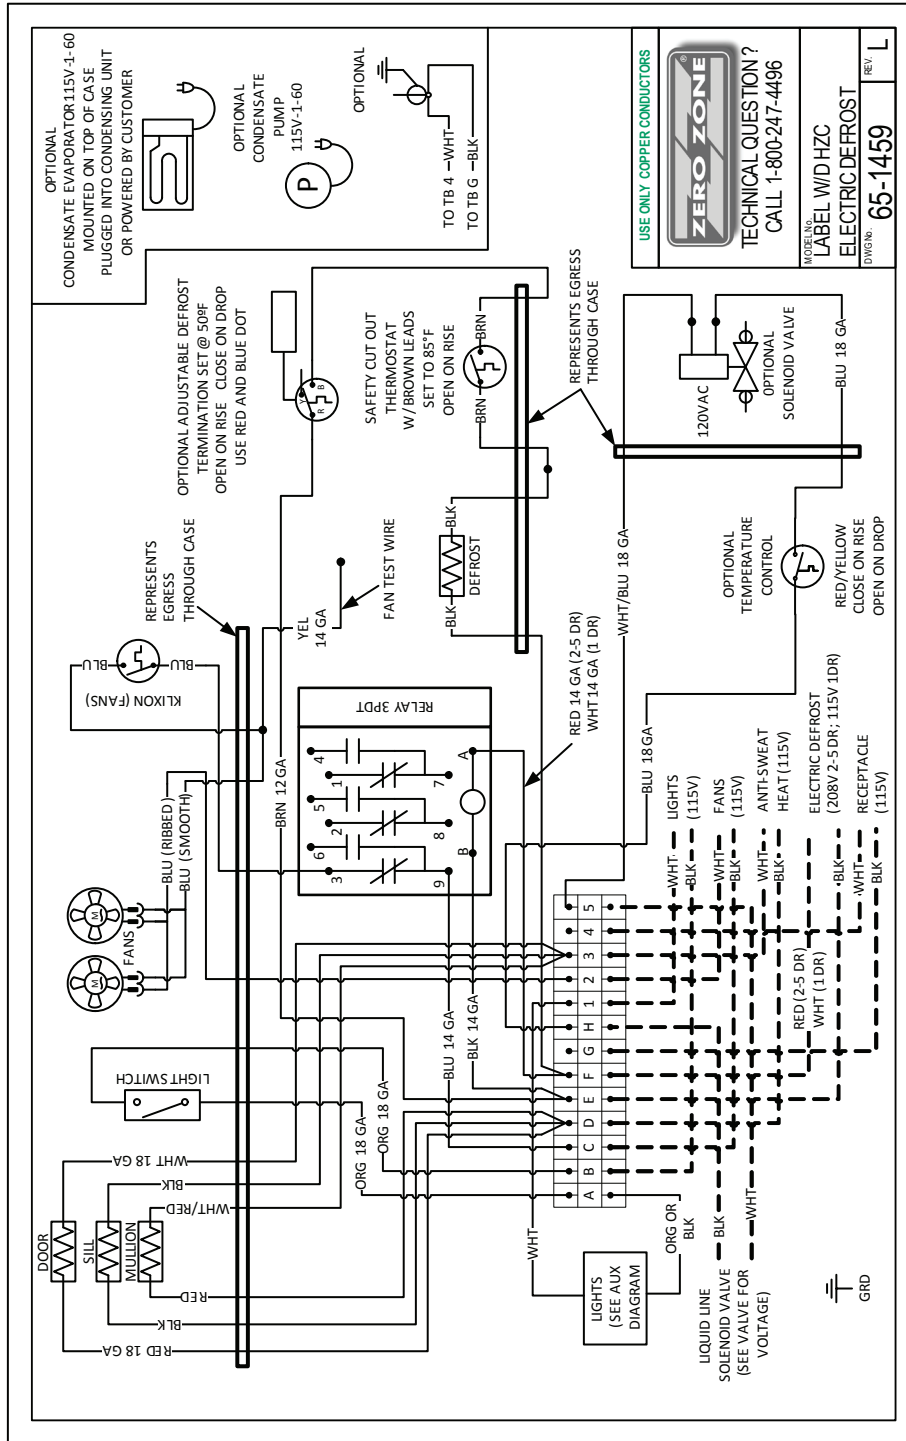 OPTIONAL
CONDENSATE EVAPORATOR 115V-1-60
MOUNTED ON TOP OF CASE
PLUGGED INTO CONDENSING UNIT
OR POWERED BY CUSTOMER
OPTIONAL
CONDENSATE
PUMP
115V-1-60
P
OPTIONAL
TO TB 4
WHT
TO TB G
BLK
DOOR
SILL
MULLION
WHT 18 GA
BLK
WHT/RED
RED
BLK
RED 18 GA
LIGHT SWITCH
ORG 18 GA
ORG 18 GA
M
M
FANS
BLU (RIBBED)
BLU (SMOOTH)
KLIXON (FANS)
BLU
BLU
REPRESENTS
EGRESS
THROUGH CASE
OPTIONAL ADJUSTABLE DEFROST
TERMINATION SET @ 50ºF
OPEN ON RISE CLOSE ON DROP
USE RED AND BLUE DOT
R
Y
B
BRN 12 GA
YEL
14 GA
FAN TEST WIRE
SAFETY CUT OUT
THERMOSTAT
W/ BROWN LEADS
SET TO 85°F
OPEN ON RISE
BRN
BRN
BLK
BLK
DEFROST
REPRESENTS EGRESS
THROUGH CASE
RELAY 3PDT
6
5
4
3
2
1
9
8
7
B
A
BLU 14 GA
BLK 14 GA
RED 14 GA (2-5 DR)
WHT 14 GA (1 DR)
WHT/BLU 18 GA
BLU 18 GA
120VAC
OPTIONAL
SOLENOID VALVE
BLU 18 GA
OPTIONAL
TEMPERATURE
CONTROL
RED/YELLOW
CLOSE ON RISE
OPEN ON DROP
A
B
C
D
E
F
G
H
1
2
3
4
5
WHT
LIGHTS
(SEE AUX
DIAGRAM
ORG OR
BLK
LIQUID LINE
SOLENOID VALVE
(SEE VALVE FOR
VOLTAGE)
BLK
WHT
GRD
WHT
BLK
LIGHTS
(115V)
WHT
BLK
FANS
(115V)
WHT
BLK
ANTI-SWEAT
HEAT (115V)
RED (2-5 DR)
WHT (1 DR)
BLK
ELECTRIC DEFROST
(208V 2-5 DR; 115V 1DR)
WHT
BLK
RECEPTACLE
(115V)
USE ONLY COPPER CONDUCTORS
ZERO ZONE®
TECHNICAL QUESTION ?
CALL 1-800-247-4496
MODEL No.
LABEL W/D HZC
ELECTRIC DEFROST
DWG No.
65-1459
REV.
L